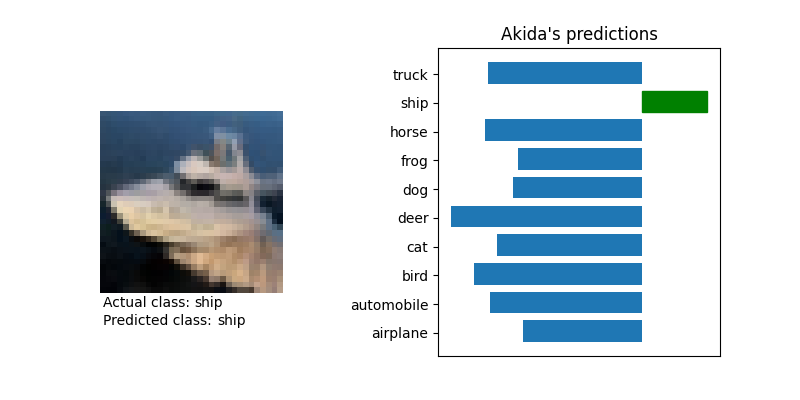 Akida's predictions
truck
ship
horse
frog
dog
deer
cat
bird
automobile
airplane
Actual class: ship
Predicted class: ship